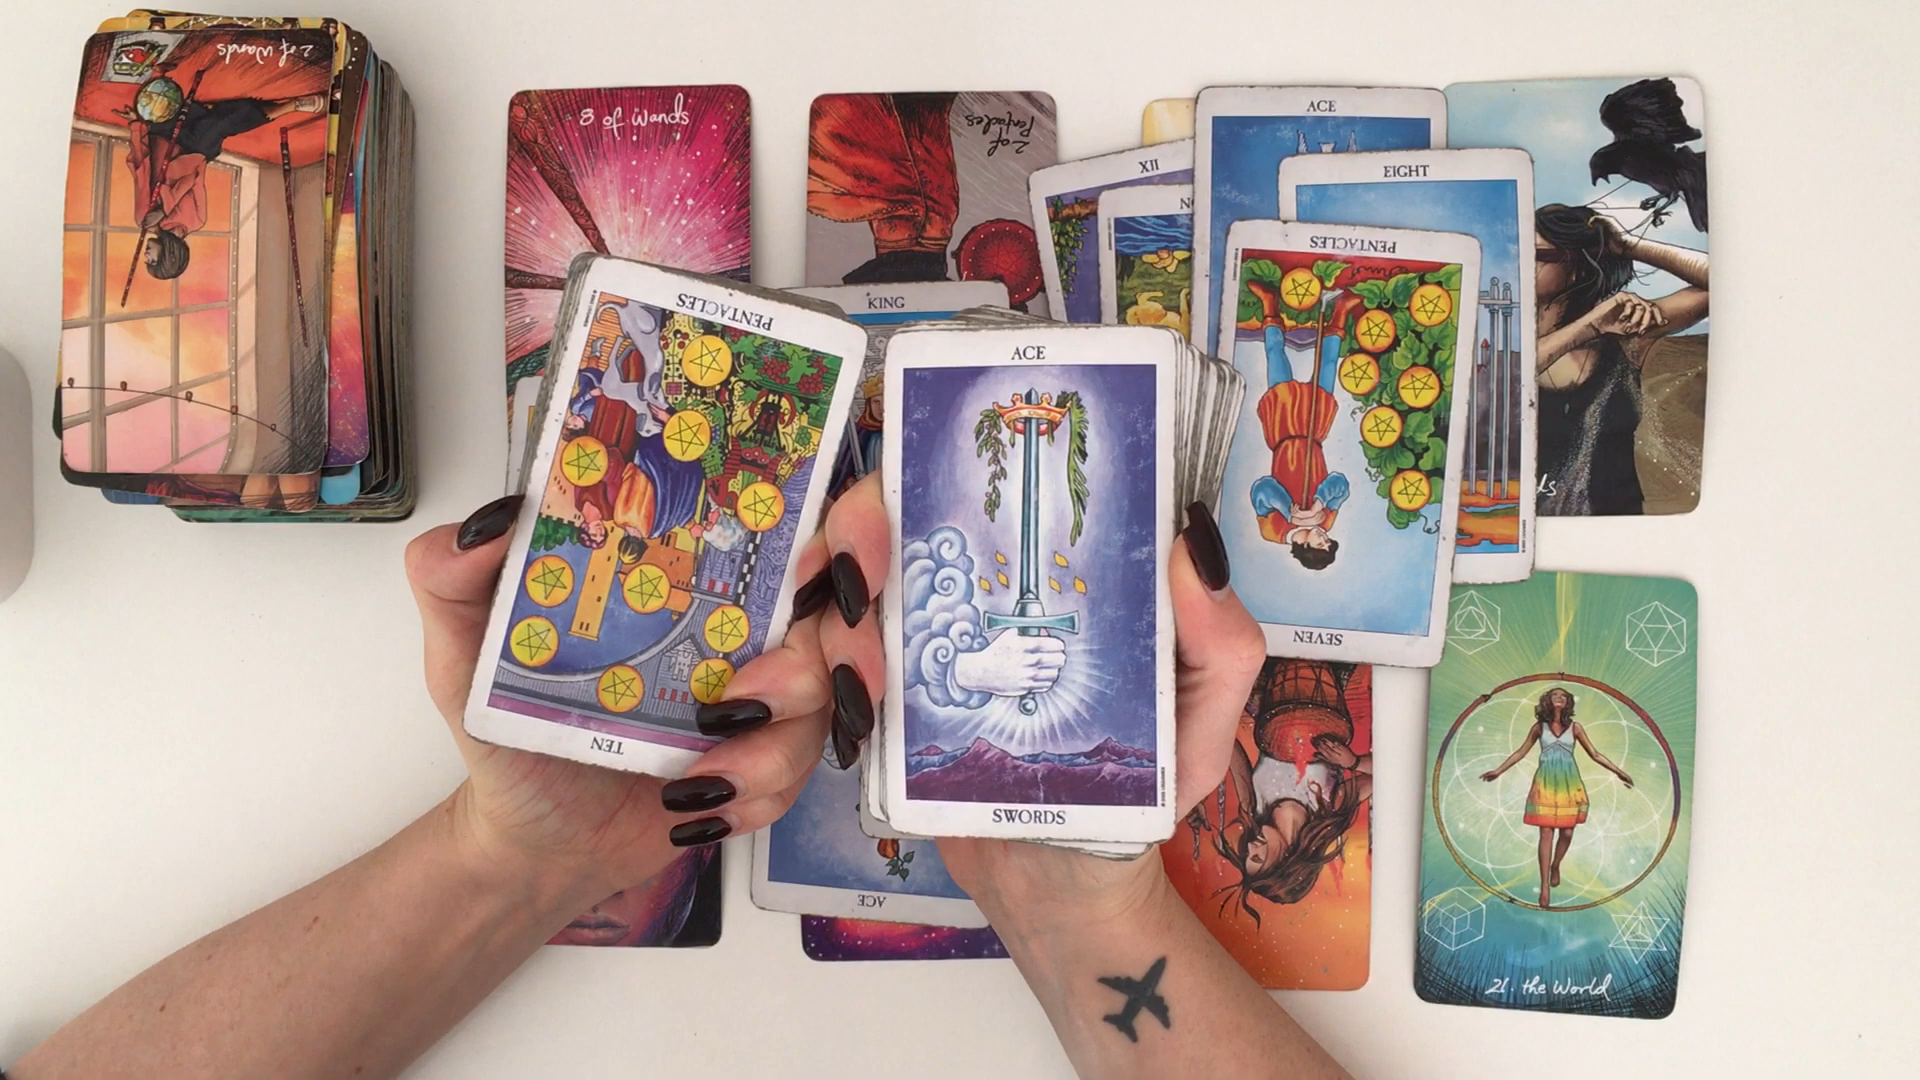 2 of Wands
8 of Wands
2 of
Pentacles
XII
ACE
EIGHT
KING
PENTACLES
TEN
ACE
SWORDS
PENTACLES
SEVEN
ACE
21. the World